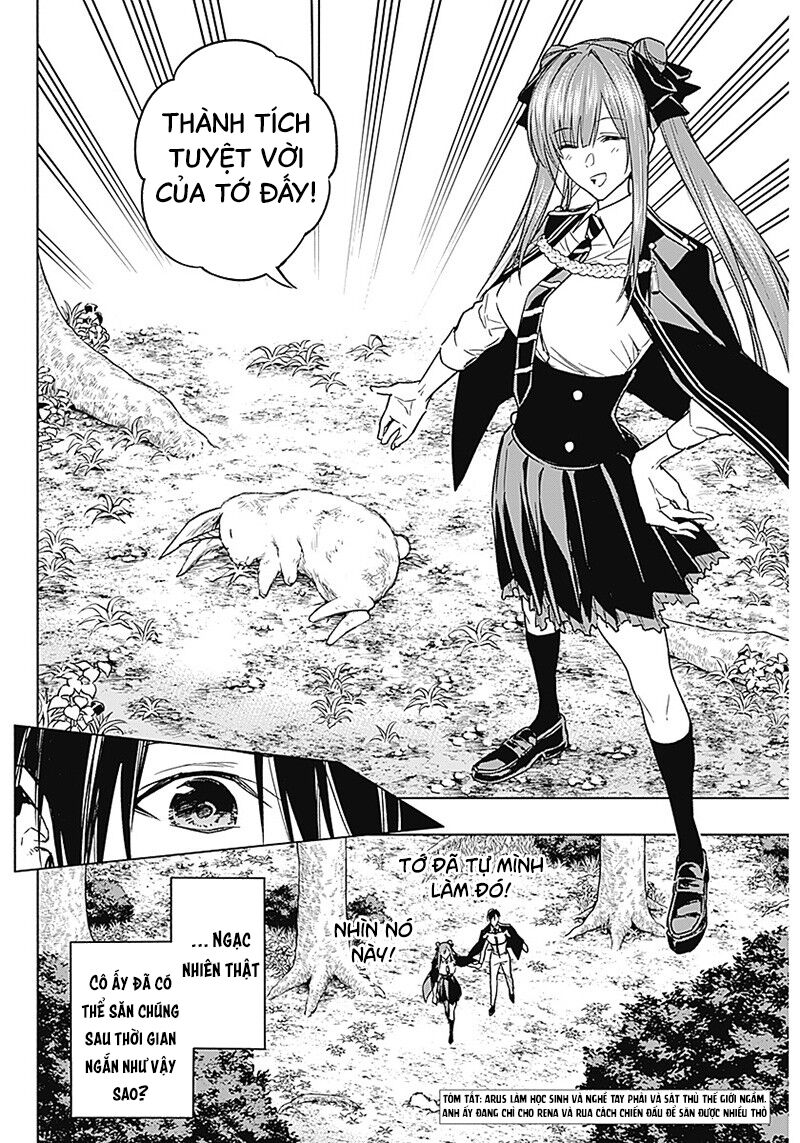 THÀNH TÍCH
TUYỆT VỜI
CỦA TỚ ĐẤY!
TỚ ĐÃ TỰ MÌNH
LÀM ĐÓ!
NHÌN NÓ
NÀY!
... NGẠC
NHIÊN THẬT
CÔ ẤY ĐÃ CÓ
THỂ SĂN CHÚNG
SAU THỜI GIAN
NGẮN NHƯ VẬY
SAO?
TÓM TẮT: ARUS LÀM HỌC SINH VÀ NGHỀ TAY PHẢI VÀ SÁT THỦ THẾ GIỚI NGẦM.
ANH ẤY ĐANG CHỈ CHO RENA VÀ RUA CÁCH CHIẾN ĐẤU ĐỂ SĂN ĐƯỢC NHIỀU THỎ